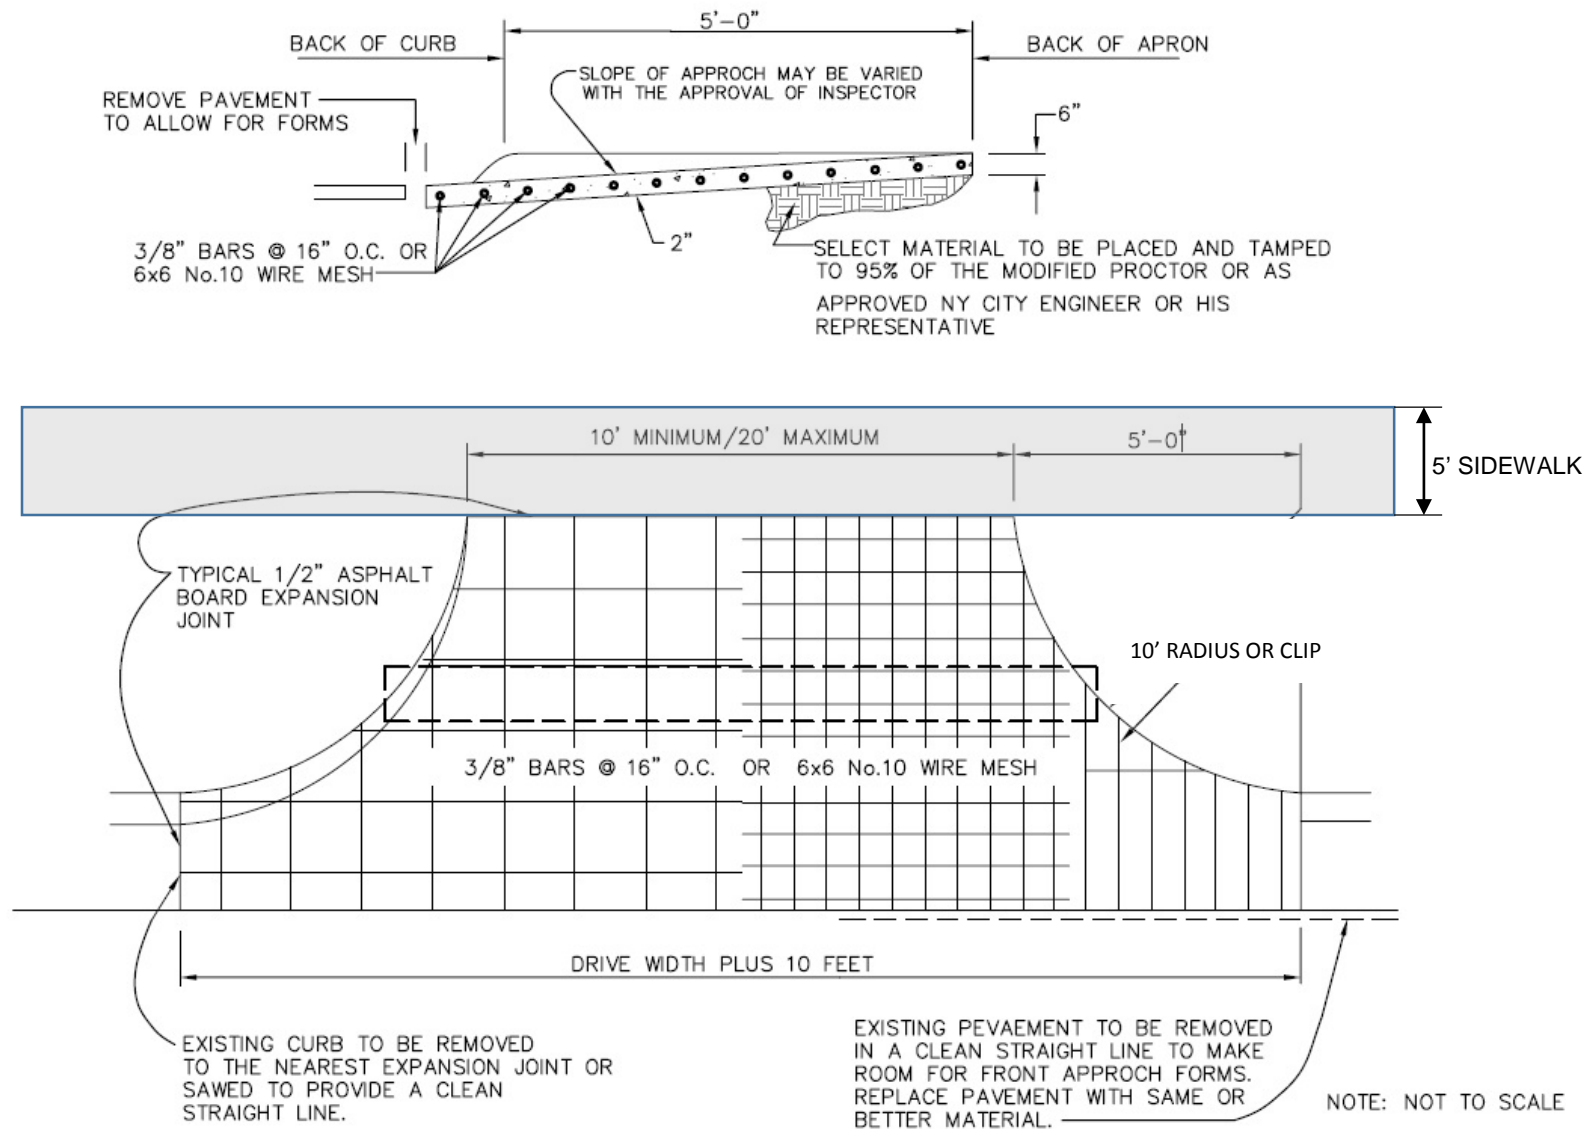 5'-0"
BACK OF CURB
BACK OF APRON
SLOPE OF APPROCH MAY BE VARIED
WITH THE APPROVAL OF INSPECTOR
REMOVE PAVEMENT
TO ALLOW FOR FORMS
6"
3/8" BARS @ 16" O.C. OR
6x6 No.10 WIRE MESH
2"
SELECT MATERIAL TO BE PLACED AND TAMPED
TO 95% OF THE MODIFIED PROCTOR OR AS
APPROVED NY CITY ENGINEER OR HIS
REPRESENTATIVE
10' MINIMUM/20' MAXIMUM
5'-0"
5' SIDEWALK
TYPICAL 1/2" ASPHALT
BOARD EXPANSION
JOINT
10' RADIUS OR CLIP
3/8" BARS @ 16" O.C. OR 6x6 No.10 WIRE MESH
DRIVE WIDTH PLUS 10 FEET
EXISTING CURB TO BE REMOVED
TO THE NEAREST EXPANSION JOINT OR
SAWED TO PROVIDE A CLEAN
STRAIGHT LINE.
EXISTING PEVAEMENT TO BE REMOVED
IN A CLEAN STRAIGHT LINE TO MAKE
ROOM FOR FRONT APPROCH FORMS.
REPLACE PAVEMENT WITH SAME OR
BETTER MATERIAL.
NOTE: NOT TO SCALE